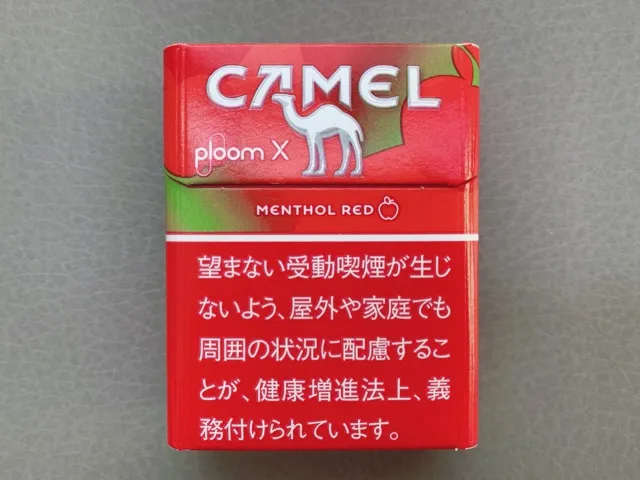 CAMEL
ploom X
MENTHOL RED
望まない受動喫煙が生じ
ないよう、屋外や家庭でも
周囲の状況に配慮するこ
とが、健康増進法上、義
務付けられています。